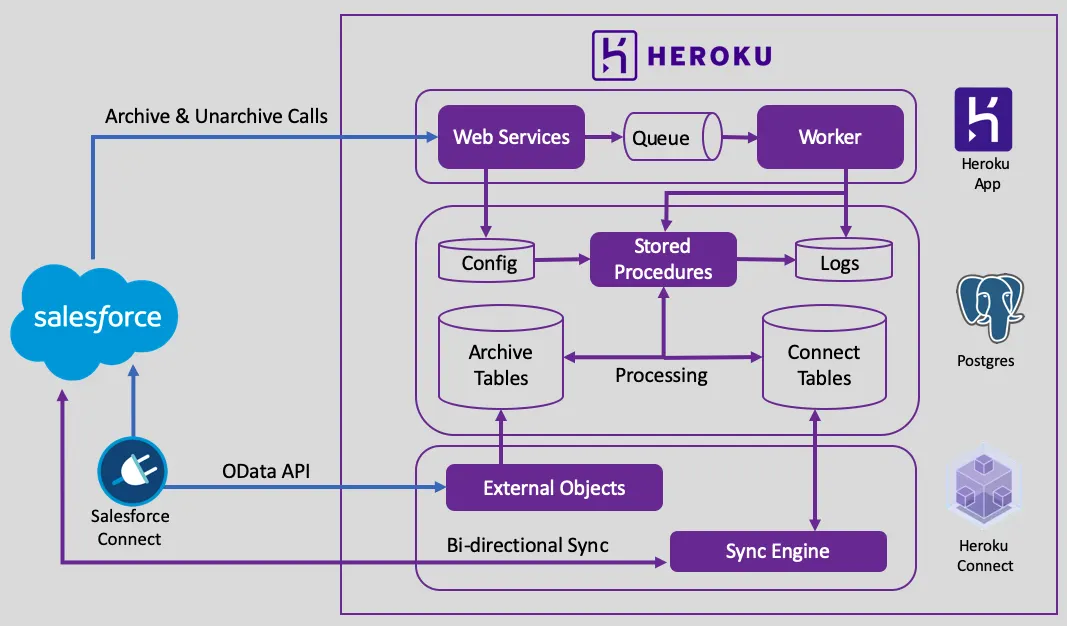 HEROKU
Archive & Unarchive Calls
Web Services
Queue
Worker
Heroku
App
Config
Stored
Procedures
Logs
salesforce
Archive
Tables
Processing
Connect
Tables
Postgres
OData API
External Objects
Salesforce
Connect
Bi-directional Sync
Sync Engine
Heroku
Connect